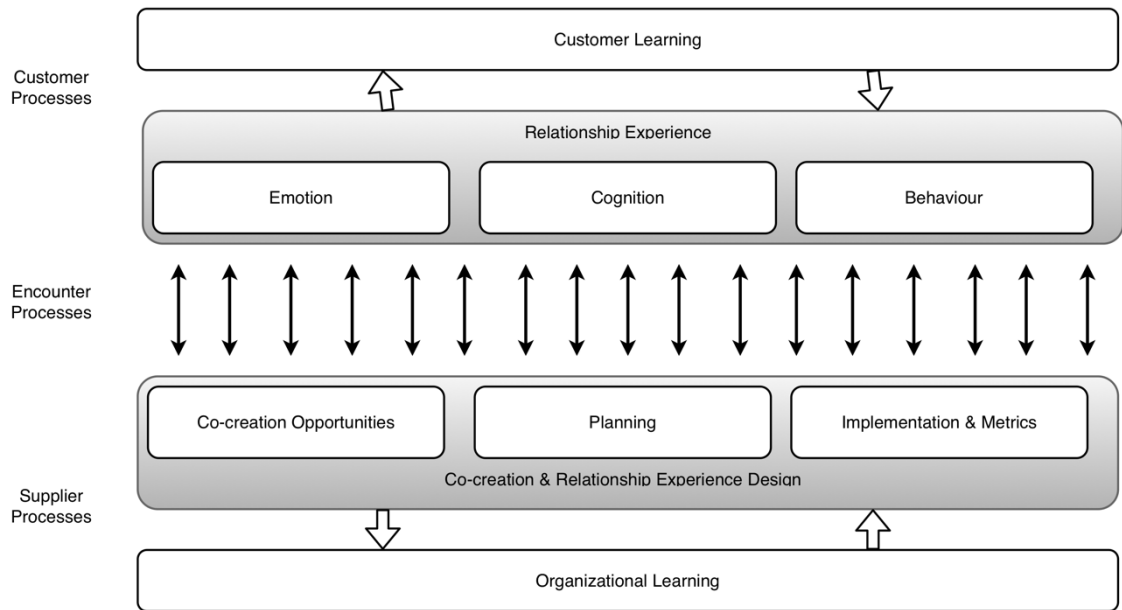 Customer Learning
Customer
Processes
Relationship Experience
Emotion
Cognition
Behaviour
Encounter
Processes
Co-creation Opportunities
Planning
Implementation & Metrics
Co-creation & Relationship Experience Design
Supplier
Processes
Organizational Learning